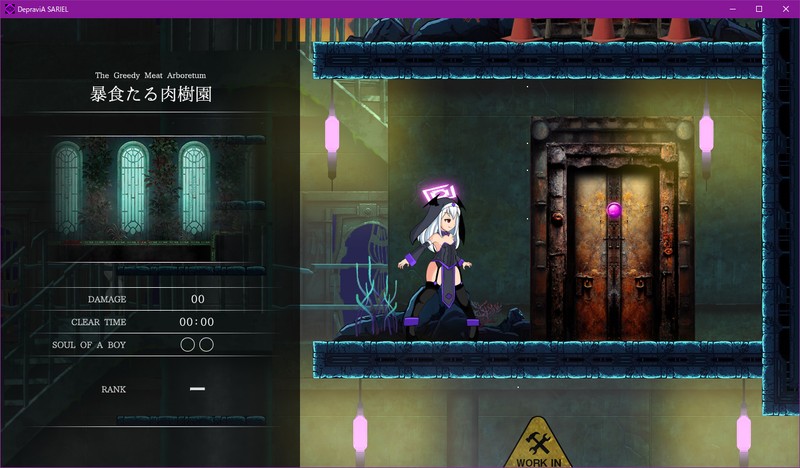 DepraviA SARIEL
The Greedy Meat Arboretum
暴食たる肉樹園
DAMAGE 00
CLEAR TIME 00:00
SOUL OF A BOY
RANK
WORK IN